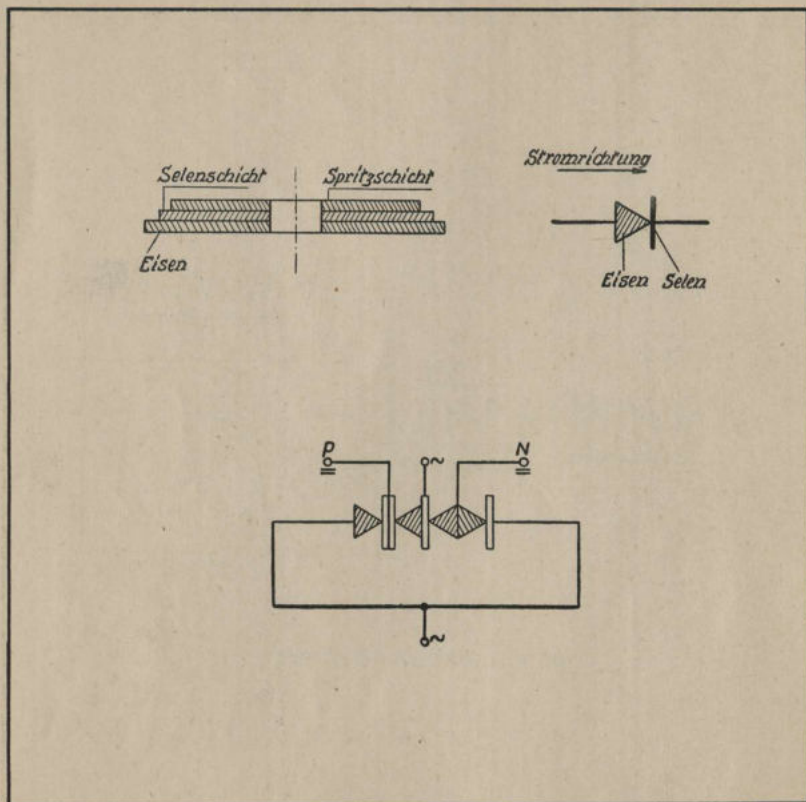 Selenschicht
Spritzschicht
Eisen
Stromrichtung
Eisen
Selen
P
~
N
~